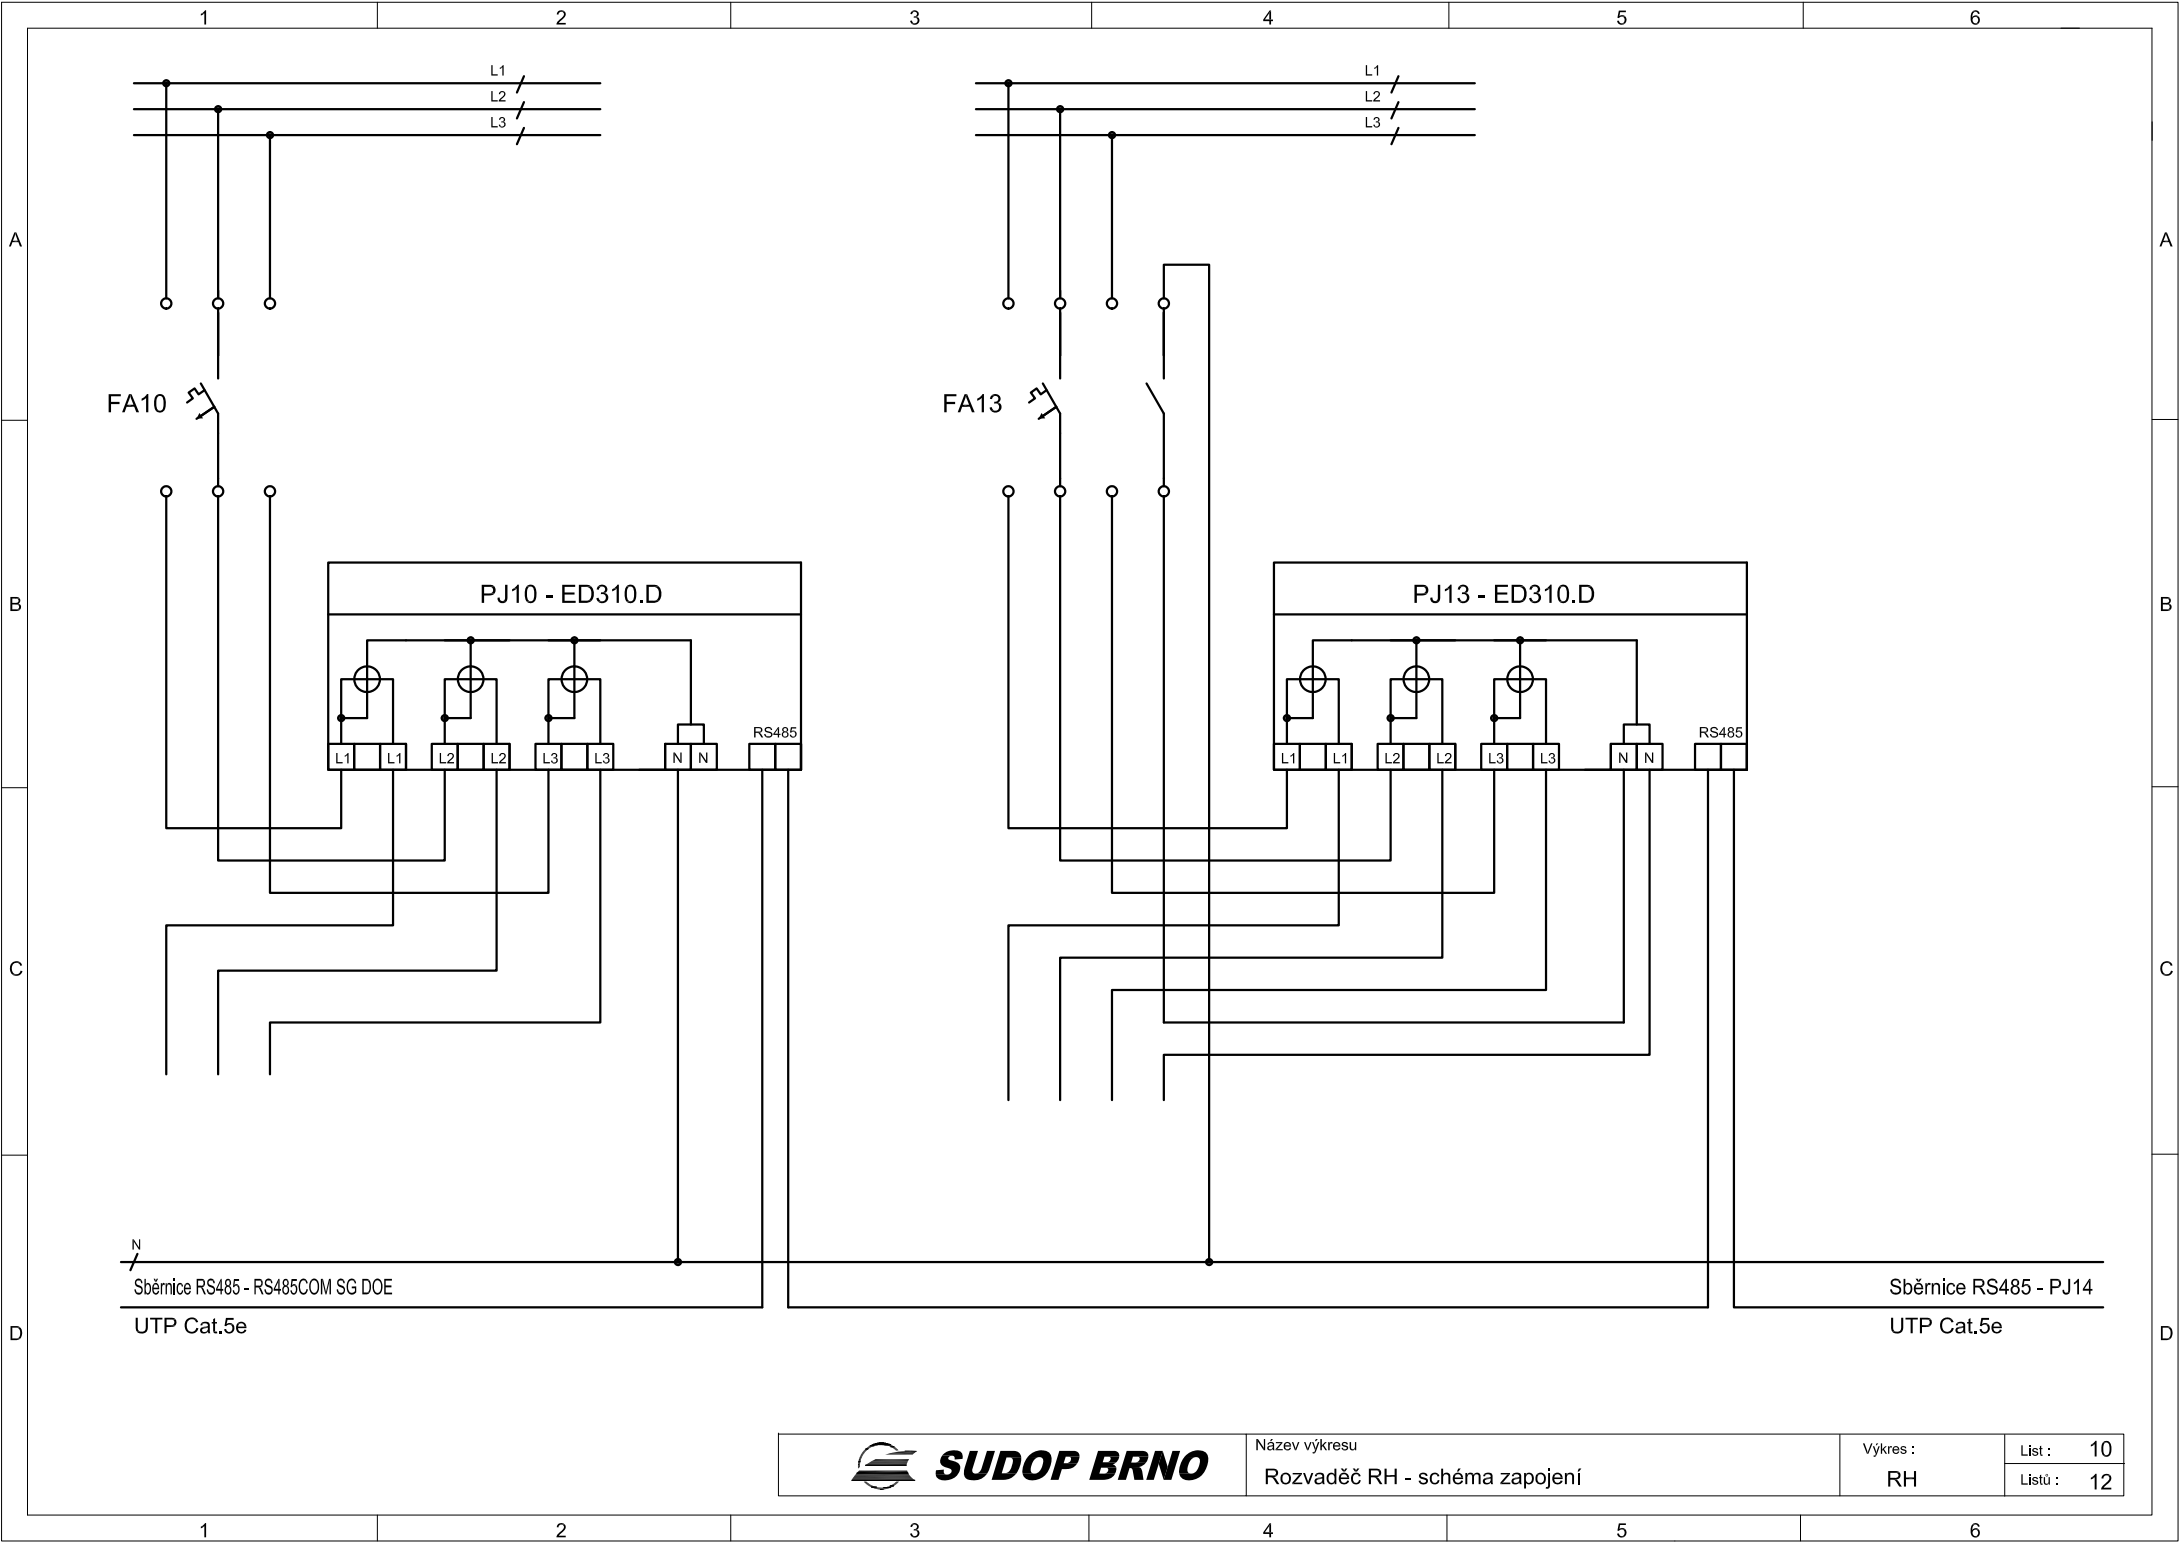 1 2 3 4 5 6
L1 L1
L2 L2
L3 L3
A A
FA10 FA13
PJ10 - ED310.D PJ13 - ED310.D
B B
RS485 RS485
L1 L1 L2 L2 L3 L3 N N L1 L1 L2 L2 L3 L3 N N
C C
N
Sběrnice RS485 - RS485COM SG DOE Sběrnice RS485 - PJ14
UTP Cat.5e UTP Cat.5e
D D
SUDOP BRNO
Název výkresu
Rozvaděč RH - schéma zapojení
Výkres :
RH
List : 10
Listů : 12
1 2 3 4 5 6